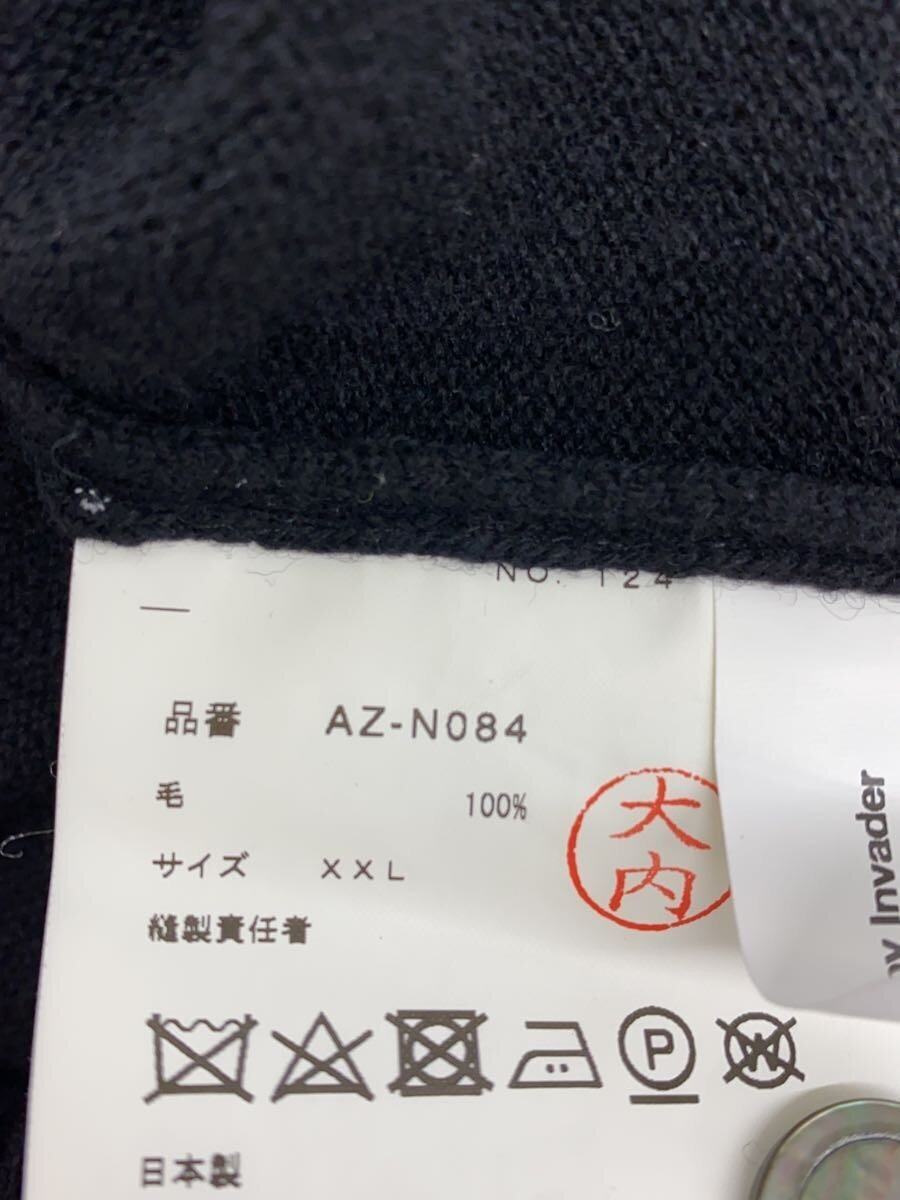 NO. 124
品番 AZ-N084
毛 100%
サイズ XXL
縫製責任者
大内
P
W
日本製
Invader